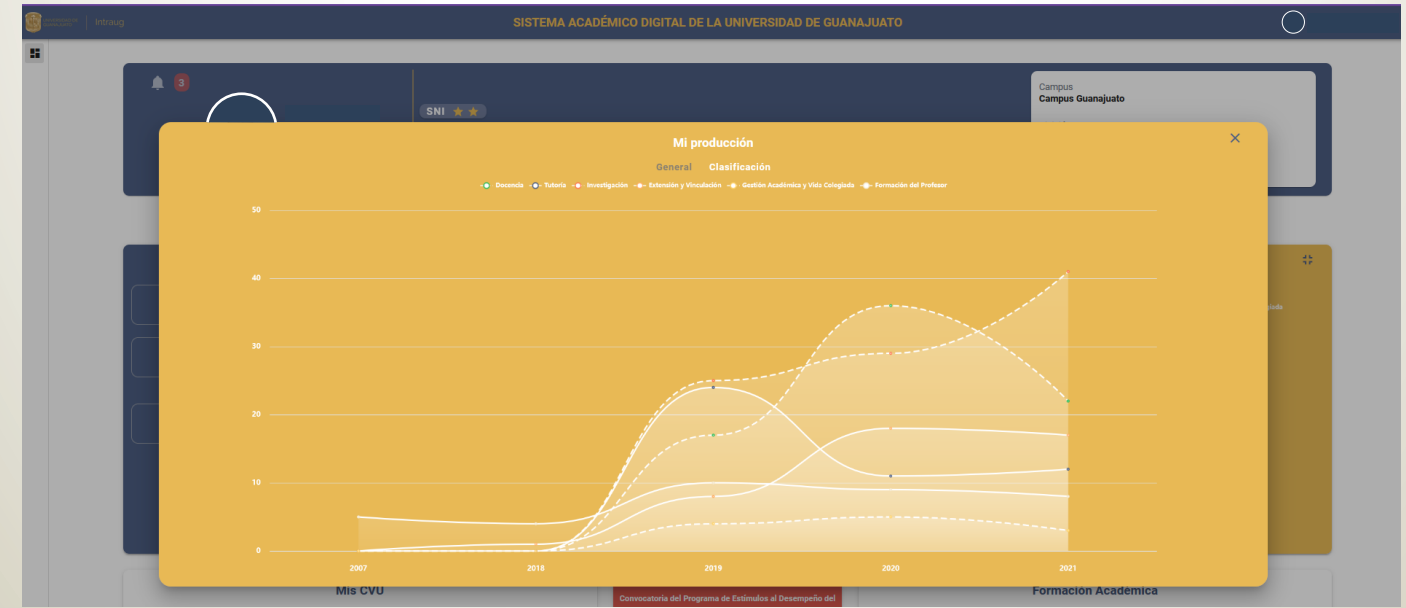 Intraug
SISTEMA ACADÉMICO DIGITAL DE LA UNIVERSIDAD DE GUANAJUATO
3
SNI
Campus
Campus Guanajuato
Mi producción
General Clasificación
Docencia Tutoría Investigación Extensión y Vinculación Gestión Académica y Vida Colegiada Formación del Profesor
50
40
30
20
10
0
2007 2018 2019 2020 2021
Mis CVU
Convocatoria del Programa de Estímulos al Desempeño del
Formación Académica